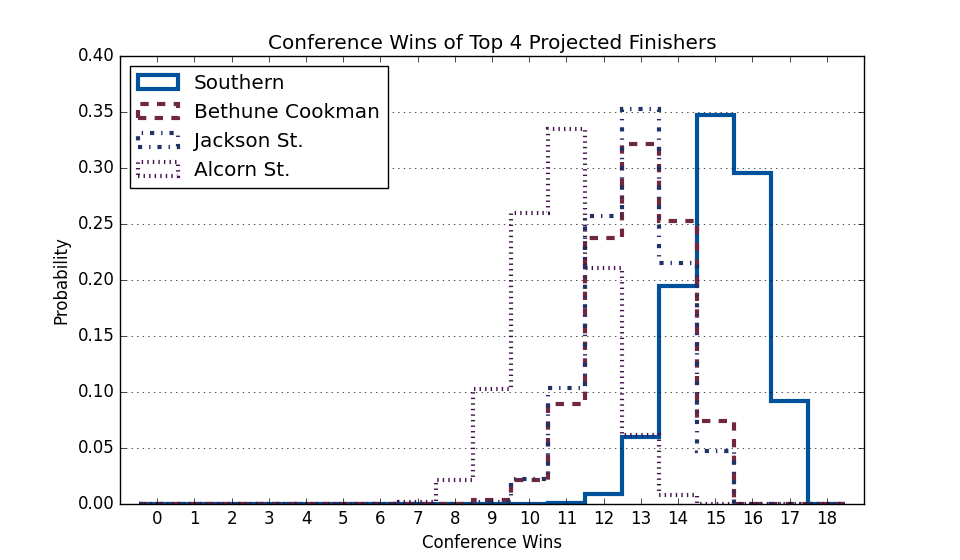 Conference Wins of Top 4 Projected Finishers
Southern
Bethune Cookman
Jackson St.
Alcorn St.
0.40
0.35
0.30
0.25
0.20
0.15
0.10
0.05
0.00
Probability
0 1 2 3 4 5 6 7 8 9 10 11 12 13 14 15 16 17 18
Conference Wins